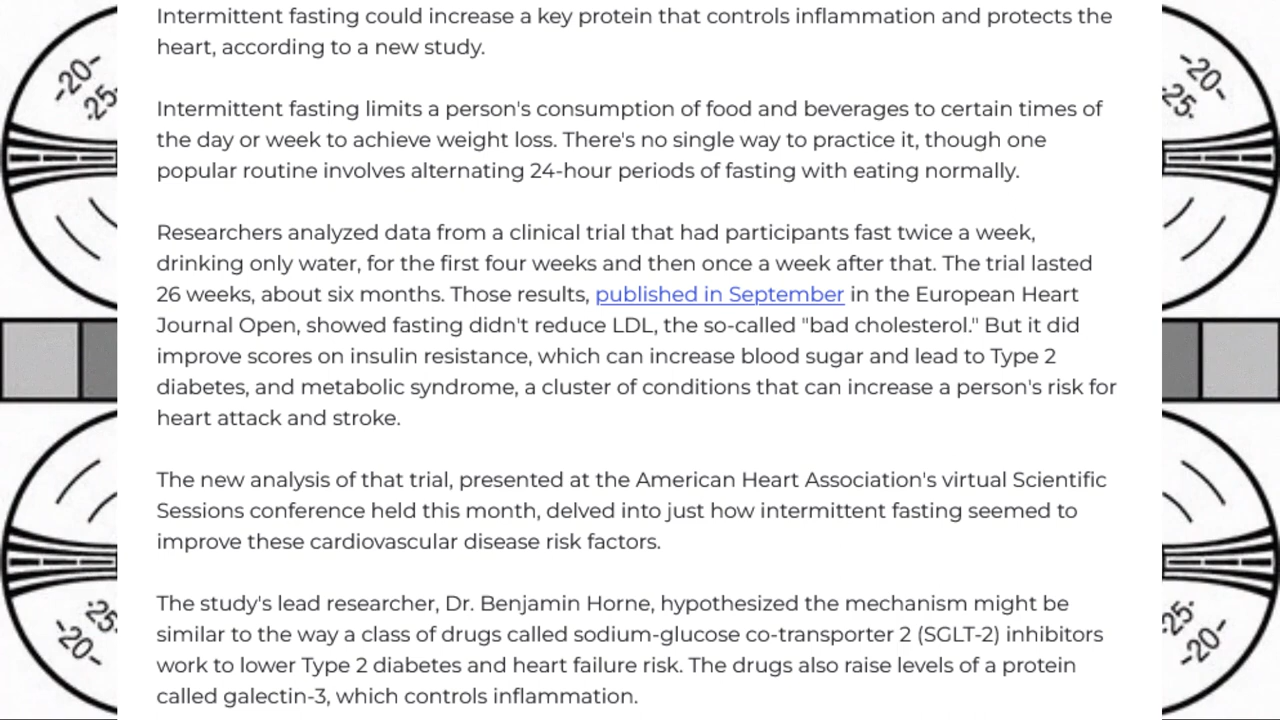 Intermittent fasting could increase a key protein that controls inflammation and protects the
heart, according to a new study.
Intermittent fasting limits a person's consumption of food and beverages to certain times of
the day or week to achieve weight loss. There's no single way to practice it, though one
popular routine involves alternating 24-hour periods of fasting with eating normally.
Researchers analyzed data from a clinical trial that had participants fast twice a week,
drinking only water, for the first four weeks and then once a week after that. The trial lasted
26 weeks, about six months. Those results, published in September in the European Heart
Journal Open, showed fasting didn't reduce LDL, the so-called "bad cholesterol." But it did
improve scores on insulin resistance, which can increase blood sugar and lead to Type 2
diabetes, and metabolic syndrome, a cluster of conditions that can increase a person's risk for
heart attack and stroke.
The new analysis of that trial, presented at the American Heart Association's virtual Scientific
Sessions conference held this month, delved into just how intermittent fasting seemed to
improve these cardiovascular disease risk factors.
The study's lead researcher, Dr. Benjamin Horne, hypothesized the mechanism might be
similar to the way a class of drugs called sodium-glucose co-transporter 2 (SGLT-2) inhibitors
work to lower Type 2 diabetes and heart failure risk. The drugs also raise levels of a protein
called galectin-3, which controls inflammation.
-20-
25-
-20-
25-
25-
-20-
25-
-20-